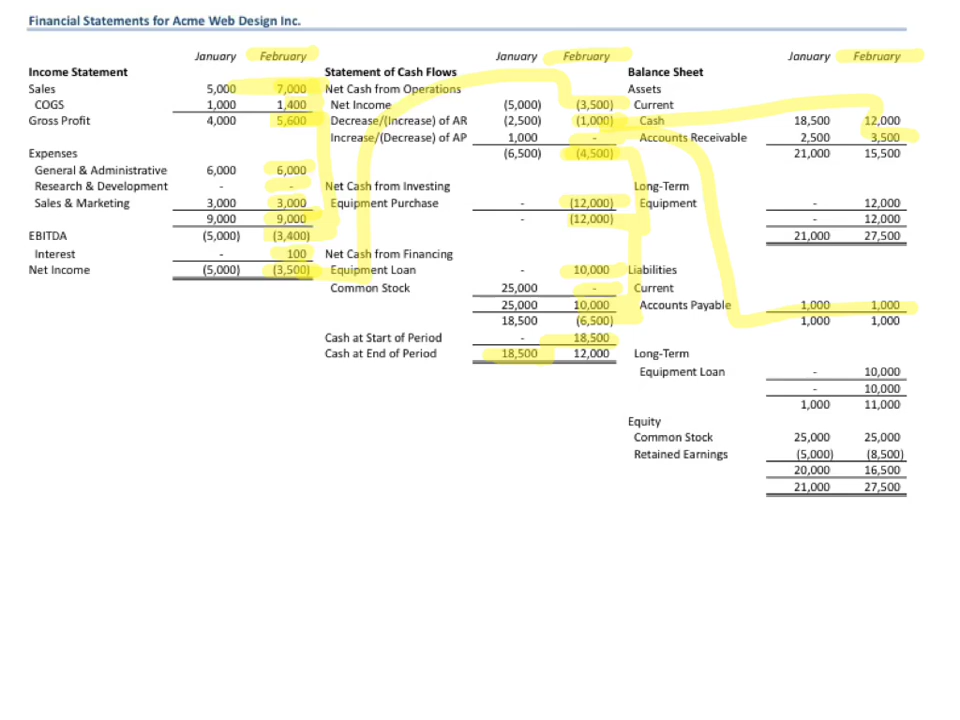 Financial Statements for Acme Web Design Inc.
January February January February January February
Income Statement Statement of Cash Flows Balance Sheet
Sales 5,000 7,000 Net Cash from Operations Assets
COGS 1,000 1,400 Net Income (5,000) (3,500) Current
Gross Profit 4,000 5,600 Decrease/(Increase) of AR (2,500) (1,000) Cash 18,500 12,000
Increase/(Decrease) of AP 1,000 - Accounts Receivable 2,500 3,500
Expenses (6,500) (4,500) 21,000 15,500
General & Administrative 6,000 6,000
Research & Development - - Net Cash from Investing Long-Term
Sales & Marketing 3,000 3,000 Equipment Purchase - (12,000) Equipment - 12,000
9,000 9,000 - (12,000) - 12,000
EBITDA (5,000) (3,400) 21,000 27,500
Interest - 100 Net Cash from Financing
Net Income (5,000) (3,500) Equipment Loan - 10,000 Liabilities
Common Stock 25,000 - Current
25,000 10,000 Accounts Payable 1,000 1,000
18,500 (6,500) 1,000 1,000
Cash at Start of Period - 18,500
Cash at End of Period 18,500 12,000 Long-Term
Equipment Loan - 10,000
- 10,000
1,000 11,000
Equity
Common Stock 25,000 25,000
Retained Earnings (5,000) (8,500)
20,000 16,500
21,000 27,500